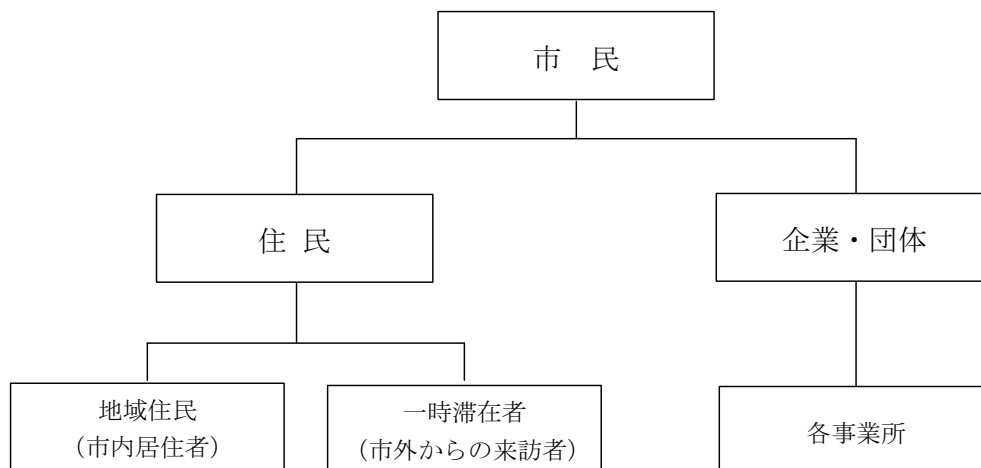 市　民
住 民
企業・団体
地域住民
（市内居住者）
一時滞在者
（市外からの来訪者）
各事業所